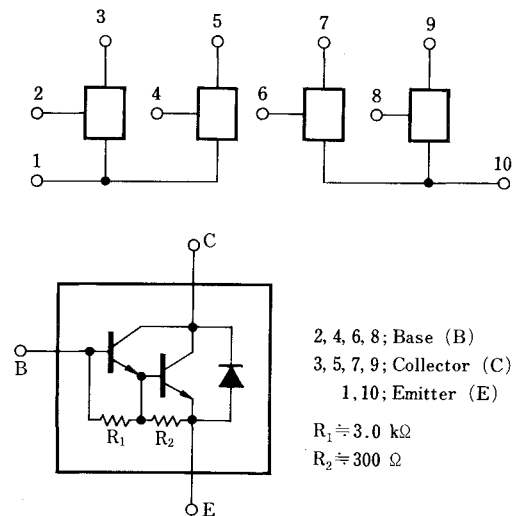 3 5 7 9
2 4 6 8
1 10
C
B
R₁ R₂
E
2, 4, 6, 8; Base (B)
3, 5, 7, 9; Collector (C)
1, 10; Emitter (E)
R₁≒3.0 kΩ
R₂≒300 Ω